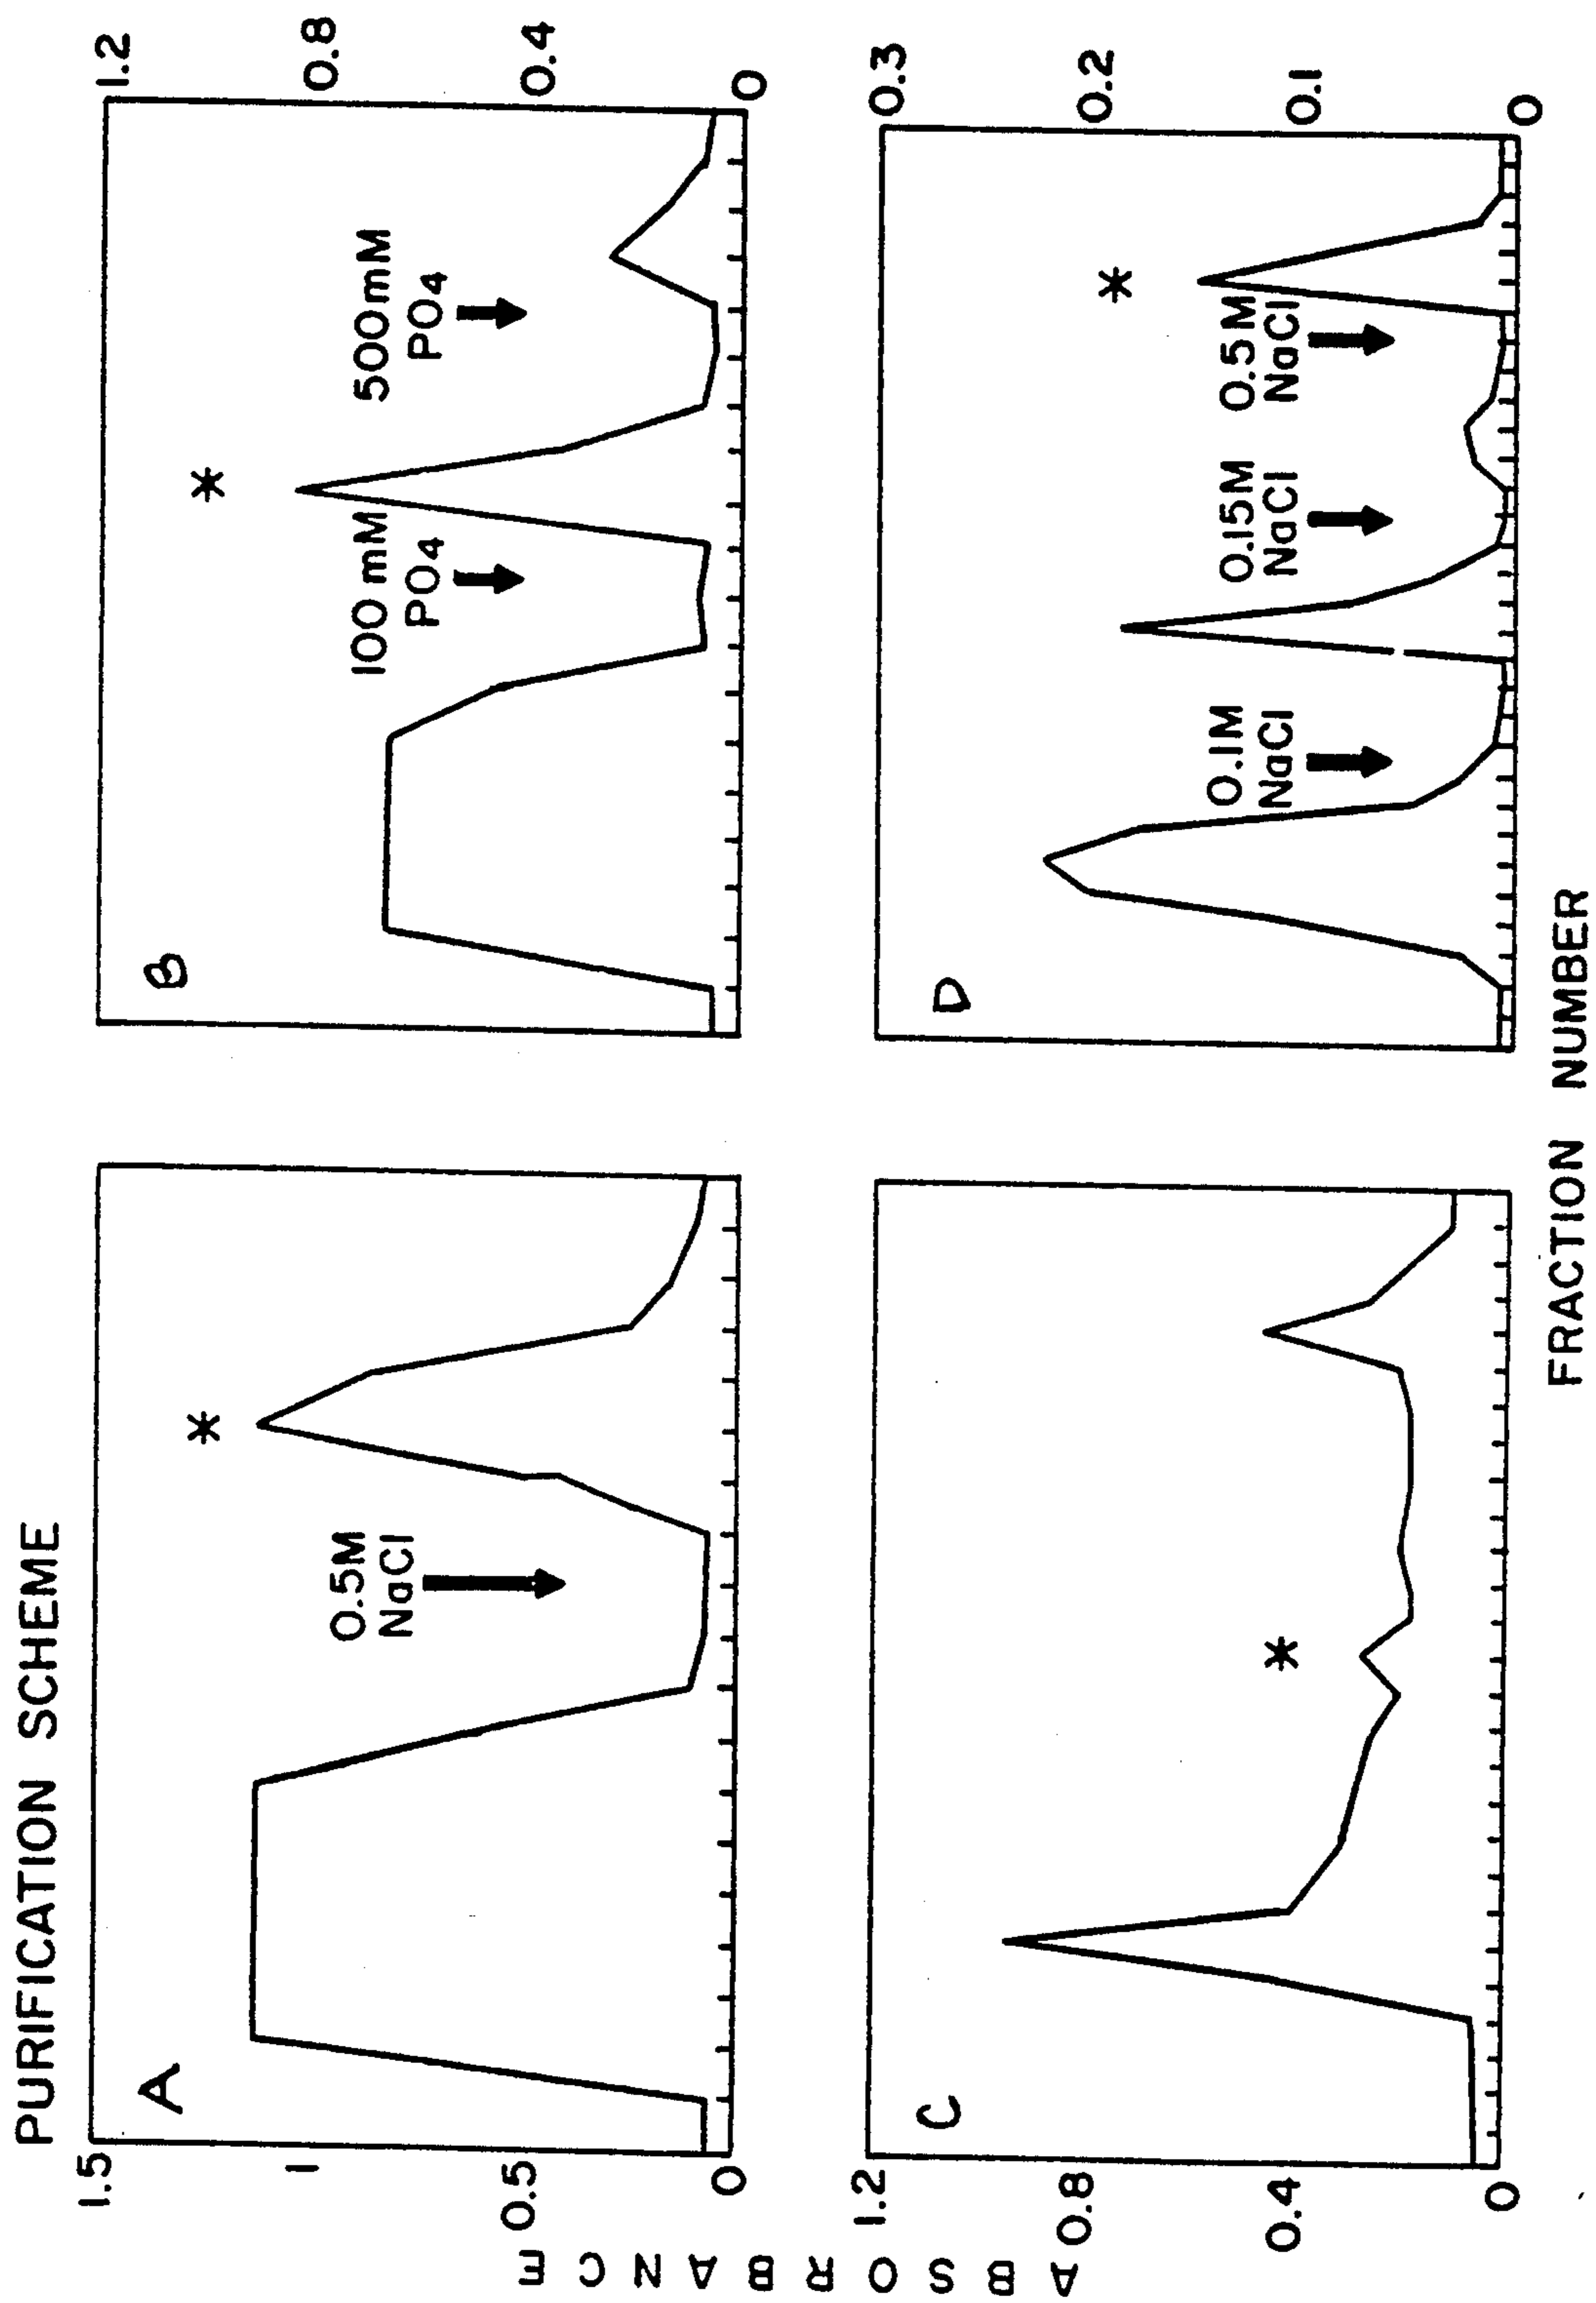 PURIFICATION SCHEME
A
1.5
1
0.5
0
0.5M
NaCl
*
B
1.2
0.8
0.4
0
100 mM
PO4
*
500mM
PO4
C
1.2
0.8
0.4
0
*
D
0.3
0.2
0.1
0
0.1M
NaCl
0.15M
NaCl
0.5M
NaCl
*
ABSORBANCE
FRACTION NUMBER